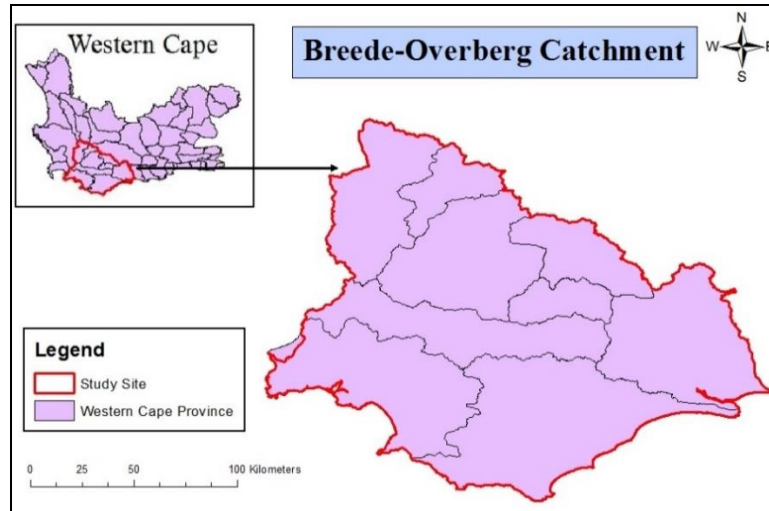 Western Cape
Breede-Overberg Catchment
N
W E
S
Legend
Study Site
Western Cape Province
0 25 50 100 Kilometers